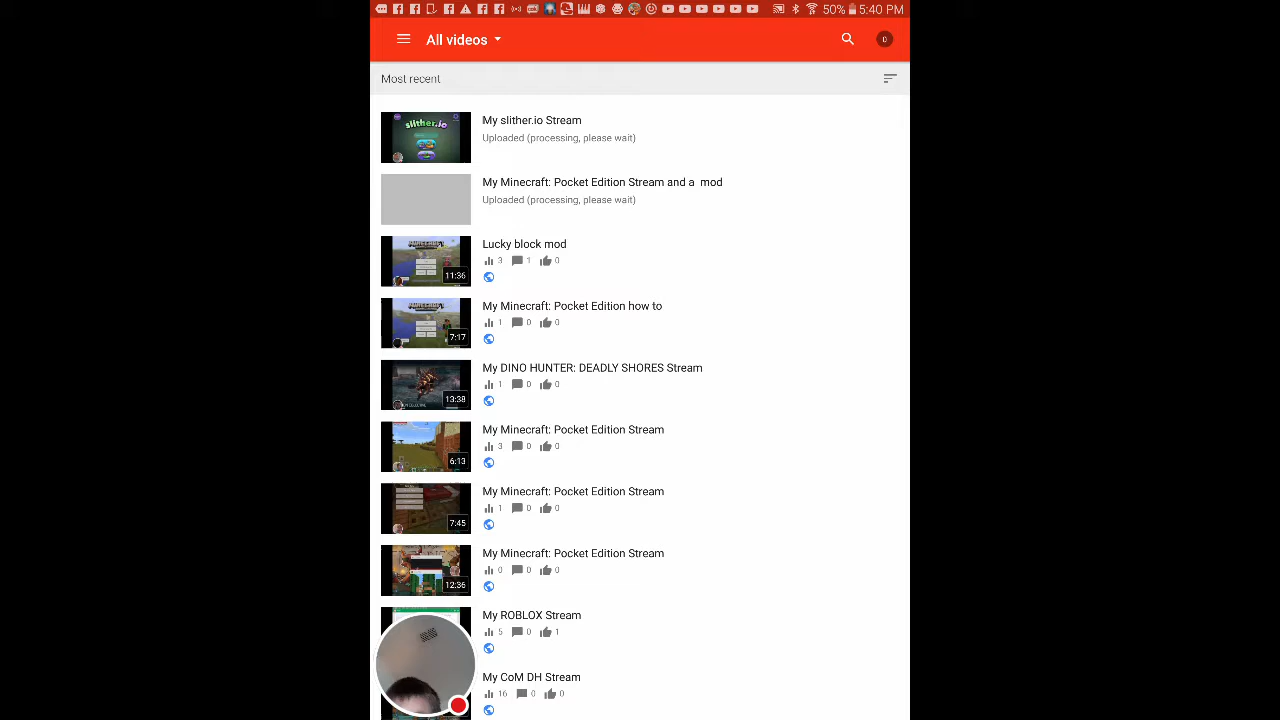 50% 5:40 PM
All videos
0
Most recent
slither.io
My slither.io Stream
Uploaded (processing, please wait)
My Minecraft: Pocket Edition Stream and a mod
Uploaded (processing, please wait)
MINECRAFT
11:36
Lucky block mod
3 1 0
MINECRAFT
7:17
My Minecraft: Pocket Edition how to
1 0 0
13:38
My DINO HUNTER: DEADLY SHORES Stream
1 0 0
6:13
My Minecraft: Pocket Edition Stream
3 0 0
7:45
My Minecraft: Pocket Edition Stream
1 0 0
12:36
My Minecraft: Pocket Edition Stream
0 0 0
My ROBLOX Stream
5 0 1
My CoM DH Stream
16 0 0